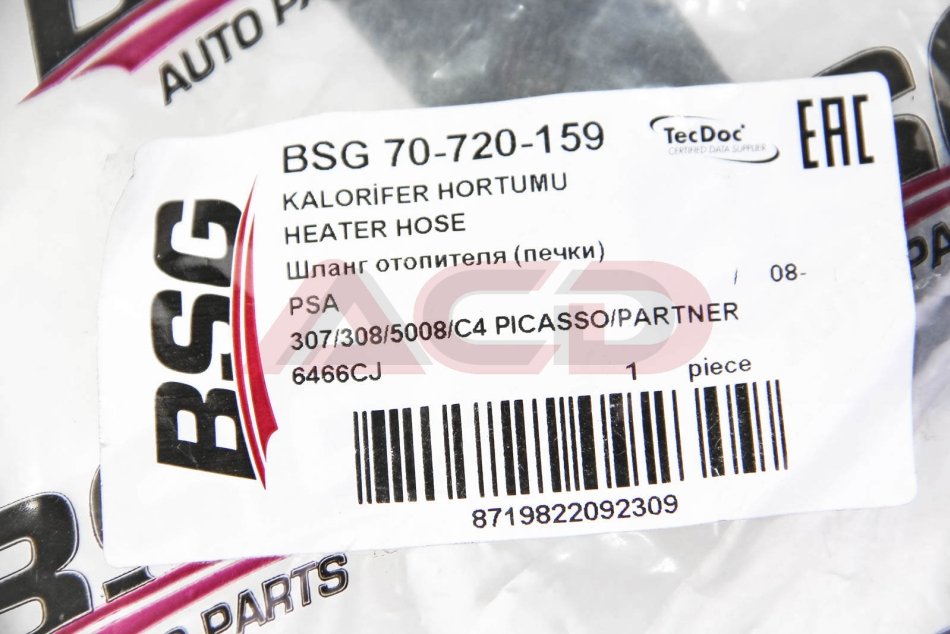 AUTO PA
BSG
BSG 70-720-159
TecDoc
CERTIFIED DATA SUPPLIER
EAC
KALORİFER HORTUMU
HEATER HOSE
Шланг отопителя (печки)
PSA
/ 08-
307/308/5008/C4 PICASSO/PARTNER
6466CJ
1 piece
ACD
8719822092309
PARTS